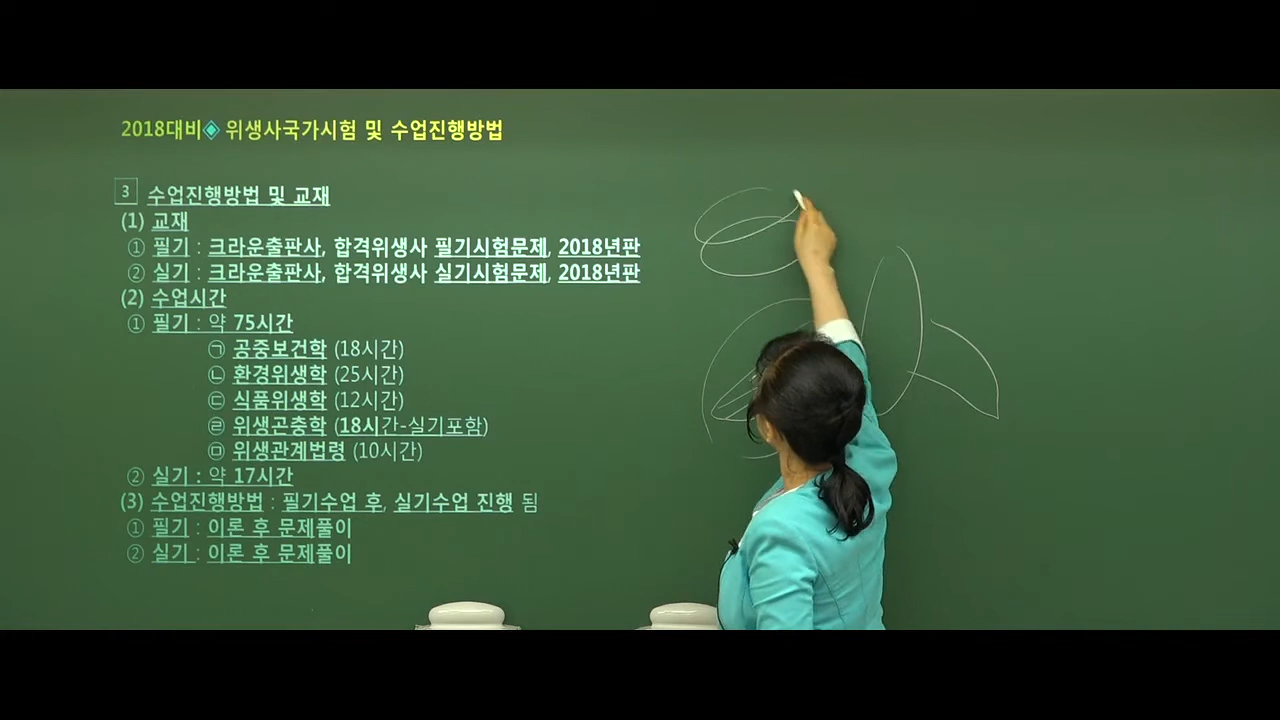 2018대비◈ 위생사국가시험 및 수업진행방법
3 수업진행방법 및 교재
(1) 교재
① 필기 : 크라운출판사, 합격위생사 필기시험문제, 2018년판
② 실기 : 크라운출판사, 합격위생사 실기시험문제, 2018년판
(2) 수업시간
① 필기 : 약 75시간
㉠ 공중보건학 (18시간)
㉡ 환경위생학 (25시간)
㉢ 식품위생학 (12시간)
㉣ 위생곤충학 (18시간-실기포함)
㉤ 위생관계법령 (10시간)
② 실기 : 약 17시간
(3) 수업진행방법 : 필기수업 후, 실기수업 진행 됨
① 필기 : 이론 후 문제풀이
② 실기 : 이론 후 문제풀이